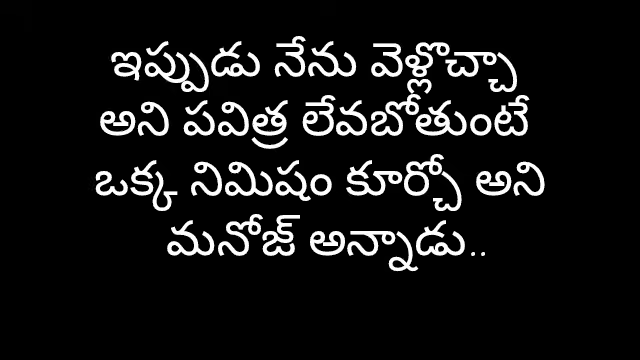 ఇప్పుడు నేను వెళ్లొచ్చా
అని పవిత్ర లేవబోతుంటే
ఒక్క నిమిషం కూర్చో అని
మనోజ్ అన్నాడు..